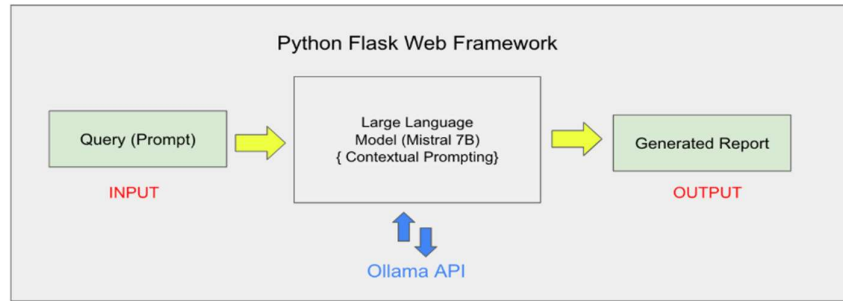 Python Flask Web Framework
Query (Prompt)
INPUT
Large Language
Model (Mistral 7B)
{ Contextual Prompting}
Generated Report
OUTPUT
Ollama API